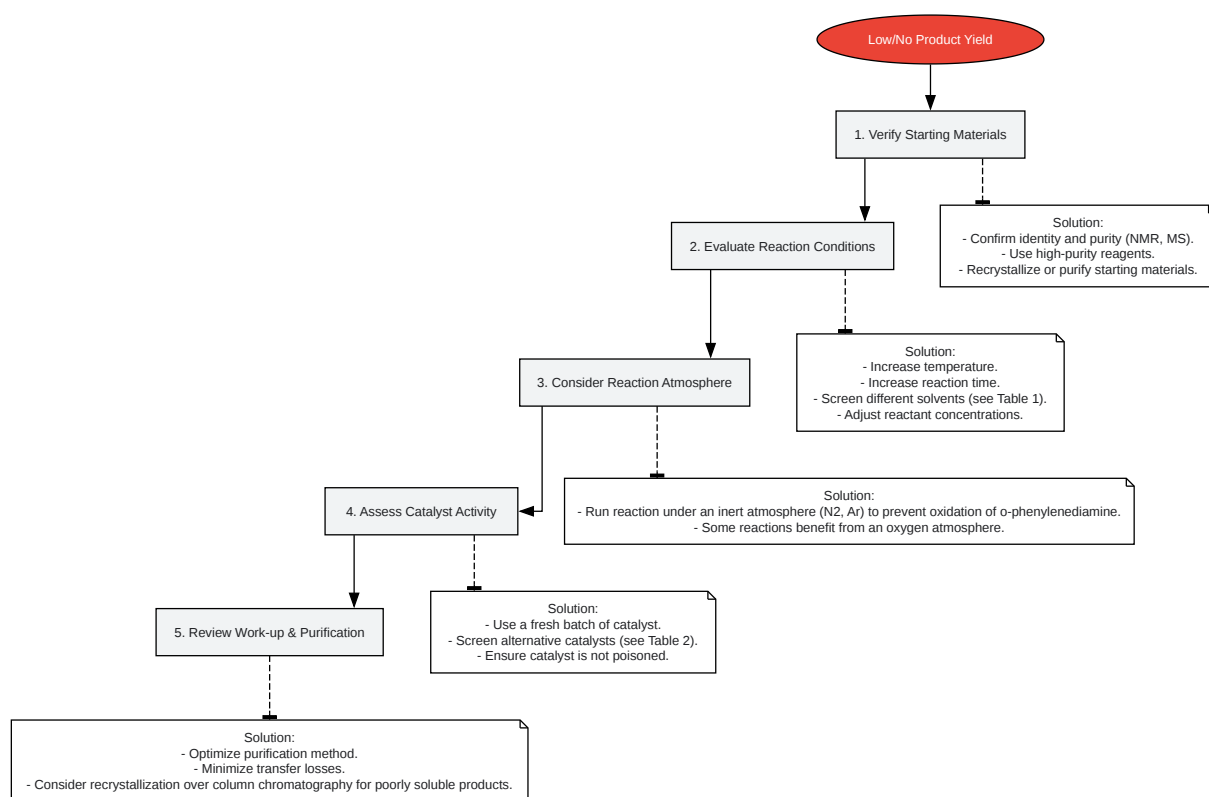 Low/No Product Yield
1. Verify Starting Materials
Solution:
- Confirm identity and purity (NMR, MS).
- Use high-purity reagents.
- Recrystallize or purify starting materials.
2. Evaluate Reaction Conditions
Solution:
- Increase temperature.
- Increase reaction time.
- Screen different solvents (see Table 1).
- Adjust reactant concentrations.
3. Consider Reaction Atmosphere
Solution:
- Run reaction under an inert atmosphere (N2, Ar) to prevent oxidation of o-phenylenediamine.
- Some reactions benefit from an oxygen atmosphere.
4. Assess Catalyst Activity
Solution:
- Use a fresh batch of catalyst.
- Screen alternative catalysts (see Table 2).
- Ensure catalyst is not poisoned.
5. Review Work-up & Purification
Solution:
- Optimize purification method.
- Minimize transfer losses.
- Consider recrystallization over column chromatography for poorly soluble products.